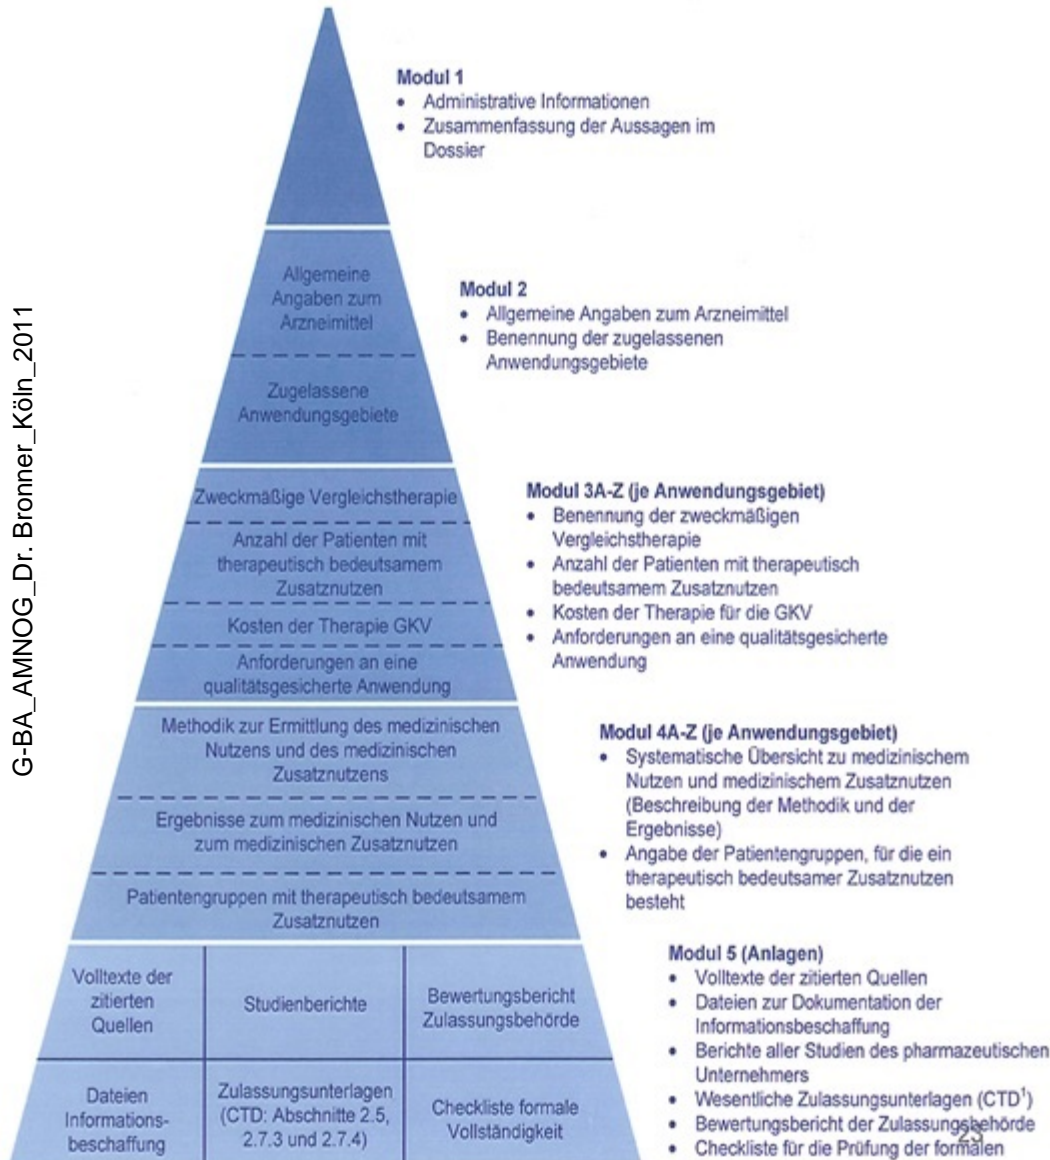 G-BA_AMNOG_Dr. Bronner_Köln_2011
Modul 1
• Administrative Informationen
• Zusammenfassung der Aussagen im
Dossier
Allgemeine
Angaben zum
Arzneimittel
Zugelassene
Anwendungsgebiete
Modul 2
• Allgemeine Angaben zum Arzneimittel
• Benennung der zugelassenen
Anwendungsgebiete
Zweckmäßige Vergleichstherapie
Anzahl der Patienten mit
therapeutisch bedeutsamem
Zusatznutzen
Kosten der Therapie GKV
Anforderungen an eine
qualitätsgesicherte Anwendung
Modul 3A-Z (je Anwendungsgebiet)
• Benennung der zweckmäßigen
Vergleichstherapie
• Anzahl der Patienten mit therapeutisch
bedeutsamem Zusatznutzen
• Kosten der Therapie für die GKV
• Anforderungen an eine qualitätsgesicherte
Anwendung
Methodik zur Ermittlung des medizinischen
Nutzens und des medizinischen
Zusatznutzens
Ergebnisse zum medizinischen Nutzen und
zum medizinischen Zusatznutzen
Patientengruppen mit therapeutisch bedeutsamem
Zusatznutzen
Modul 4A-Z (je Anwendungsgebiet)
• Systematische Übersicht zu medizinischem
Nutzen und medizinischem Zusatznutzen
(Beschreibung der Methodik und der
Ergebnisse)
• Angabe der Patientengruppen, für die ein
therapeutisch bedeutsamer Zusatznutzen
besteht
Volltexte der
zitierten
Quellen
Studienberichte
Bewertungsbericht
Zulassungsbehörde
Dateien
Informations-
beschaffung
Zulassungsunterlagen
(CTD: Abschnitte 2.5,
2.7.3 und 2.7.4)
Checkliste formale
Vollständigkeit
Modul 5 (Anlagen)
• Volltexte der zitierten Quellen
• Dateien zur Dokumentation der
Informationsbeschaffung
• Berichte aller Studien des pharmazeutischen
Unternehmers
• Wesentliche Zulassungsunterlagen (CTD¹)
• Bewertungsbericht der Zulassungsbehörde
• Checkliste für die Prüfung der formalen
23